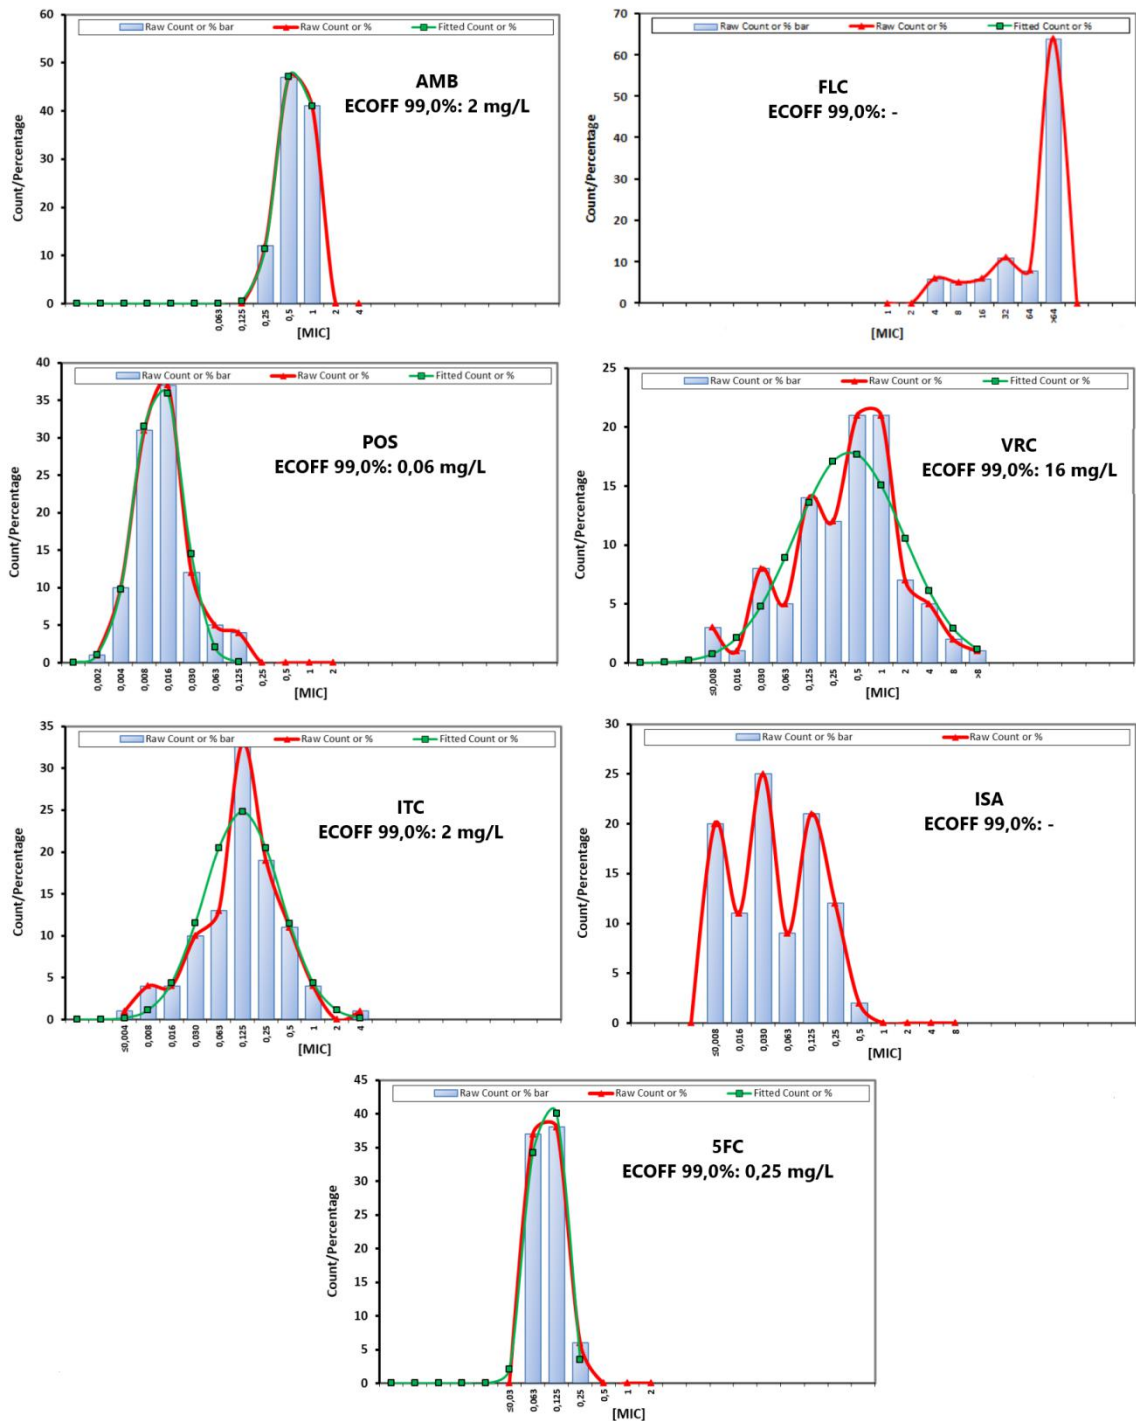 Raw Count or % bar Raw Count or % Fitted Count or %
AMB
ECOFF 99,0%: 2 mg/L
Count/Percentage
60
50
40
30
20
10
0
0,063 0,125 0,25 0,5 1 2 4
[MIC]
Raw Count or % bar Raw Count or % Fitted Count or %
FLC
ECOFF 99,0%: -
Count/Percentage
70
60
50
40
30
20
10
0
1 2 4 8 16 32 64 >64
[MIC]
Raw Count or % bar Raw Count or % Fitted Count or %
POS
ECOFF 99,0%: 0,06 mg/L
Count/Percentage
40
35
30
25
20
15
10
5
0
0,002 0,004 0,008 0,016 0,030 0,063 0,125 0,25 0,5 1 2
[MIC]
Raw Count or % bar Raw Count or % Fitted Count or %
VRC
ECOFF 99,0%: 16 mg/L
Count/Percentage
25
20
15
10
5
0
≤0,008 0,016 0,030 0,063 0,125 0,25 0,5 1 2 4 8 >8
[MIC]
Raw Count or % bar Raw Count or % Fitted Count or %
ITC
ECOFF 99,0%: 2 mg/L
Count/Percentage
35
30
25
20
15
10
5
0
≤0,004 0,008 0,016 0,030 0,063 0,125 0,25 0,5 1 2 4
[MIC]
Raw Count or % bar Raw Count or %
ISA
ECOFF 99,0%: -
Count/Percentage
30
25
20
15
10
5
0
≤0,008 0,016 0,030 0,063 0,125 0,25 0,5 1 2 4 8
[MIC]
Raw Count or % bar Raw Count or % Fitted Count or %
5FC
ECOFF 99,0%: 0,25 mg/L
Count/Percentage
45
40
35
30
25
20
15
10
5
0
≤0,03 0,063 0,125 0,25 0,5 1 2
[MIC]